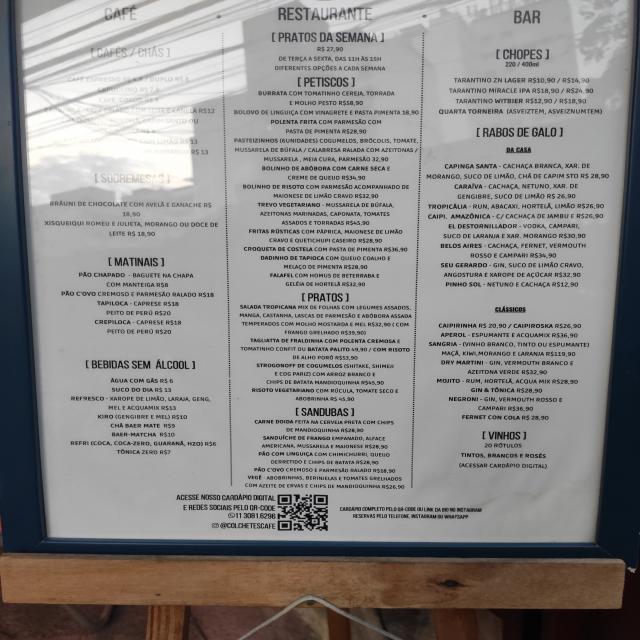 CAFÉ
[ CAFÉS / CHÁS ]
[ SOBREMESAS ]
BRAUNI DE CHOCOLATE COM AVELÃ E GANACHE R$
18,90
XISQUEIQUI ROMEU E JULIETA, MORANGO OU DOCE DE
LEITE R$ 18,90
[ MATINAIS ]
PÃO CHAPADO - BAGUETE NA CHAPA
COM MANTEIGA R$8
PÃO C'OVO CREMOSO E PARMESÃO RALADO R$18
TAPILOCA - CAPRESE R$18
PEITO DE PERÚ R$20
CREPILOCA - CAPRESE R$18
PEITO DE PERÚ R$20
[ BEBIDAS SEM ÁLCOOL ]
ÁGUA COM GÁS R$ 6
SUCO DO DIA R$ 13
REFRESCO - XAROPE DE LIMÃO, LARAJA, GENG,
MEL E ACQUAMIX R$13
KIRO (GENGIBRE E MEL) R$10
CHÁ BAER MATE R$9
BAER-MATCHA R$10
REFRI (COCA, COCA-ZERO, GUARANÁ, H2O) R$6
TÔNICA ZERO R$7
RESTAURANTE
[ PRATOS DA SEMANA ]
R$ 27,90
DE TERÇA A SEXTA, DAS 11H ÀS 15H
DIFERENTES OPÇÕES A CADA SEMANA
[ PETISCOS ]
BURRATA COM TOMATINHO CEREJA, TORRADA
E MOLHO PESTO R$58,90
BOLOVO DE LINGUIÇA COM VINAGRETE E PASTA PIMENTA 18,90
POLENTA FRITA COM PARMESÃO COM
PASTA DE PIMENTA R$28,90
PASTEIZINHOS (6UNIDADES) COGUMELOS, BRÓCOLIS, TOMATE,
MUSSARELA DE BÚFALA / CALABRESA RALADA COM AZEITONAS /
MUSSARELA , MEIA CURA, PARMESÃO 32,90
BOLINHO DE ABÓBORA COM CARNE SECA E
CREME DE QUEIJO R$34,90
BOLINHO DE RISOTO COM PARMESÃO ACOMPANHADO DE
MAIONESE DE LIMÃO CRAVO R$32,90
TREVO VEGETARIANO - MUSSARELA DE BÚFALA,
AZEITONAS MARINADAS, CAPONATA, TOMATES
ASSADOS E TORRADAS R$45,90
FRITAS RÚSTICAS COM PÁPRICA, MAIONESE DE LIMÃO
CRAVO E QUETICHUPI CASEIRO R$28,90
CROQUETA DE COSTELA COM PASTA DE PIMENTA R$36,90
DADINHO DE TAPIOCA COM QUEIJO COALHO E
MELAÇO DE PIMENTA R$28,90
FALAFEL COM HOMUS DE BETERRABA E
GELÉIA DE HORTELÃ R$32,90
[ PRATOS ]
SALADA TROPICANA MIX DE FOLHAS COM LEGUMES ASSADOS,
MANGA, CASTANHA, LASCAS DE PARMESÃO E ABÓBORA ASSADA
TEMPERADOS COM MOLHO MOSTARDA E MEL R$32,90 ( COM
FRANGO GRELHADO R$39,90)
TAGLIATTA DE FRALDINHA COM POLENTA CREMOSA E
TOMATINHO CONFIT OU BATATA PALITO 49,90 / COM RISOTO
DE ALHO PORÓ R$53,90
STROGONOFF DE COGUMELOS (SHITAKE, SHIMEJI
E COG PARIZ) COM ARROZ BRANCO E
CHIPS DE BATATA MANDIOQUINHA R$45,90
RISOTO VEGETARIANO COM RÚCULA, TOMATE SECO E
ABOBRINHA R$ 45,90
[ SANDUBAS ]
CARNE DOIDA FEITA NA CERVEJA PRETA COM CHIPS
DE MANDIOQUINHA R$28,90
SANDUÍCHE DE FRANGO EMPANADO, ALFACE
AMERICANA, MUSSARELA E MAIONESE R$28,90
PÃO COM LINGUIÇA COM CHIMICHURRI, QUEIJO
DERRETIDO E CHIPS DE BATATA R$28,90
PÃO C'OVO CREMOSO E PARMESÃO RALADO R$18,90
VEGÊ - ABOBRINHAS, BERINJELAS E TOMATES GRELHADOS
COM AZEITE DE ERVAS E CHIPS DE MANDIOQUINHA R$26,90
BAR
[ CHOPES ]
220 / 400ml
TARANTINO ZN LAGER R$10,90 / R$14,90
TARANTINO MIRACLE IPA R$18,90 / R$24,90
TARANTINO WITBIER R$12,90 / R$18,90
QUARTA TORNEIRA (ASVEIZTEM, ASVEIZNUMTEM)
[ RABOS DE GALO ]
DA CASA
CAPINGA SANTA - CACHAÇA BRANCA, XAR. DE
MORANGO, SUCO DE LIMÃO, CHÁ DE CAPIM STO R$ 28,90
CARAÍVA - CACHAÇA, NETUNO, XAR. DE
GENGIBRE, SUCO DE LIMÃO R$ 26,90
TROPICÁLIA - RUN, ABACAXI, HORTELÃ, LIMÃO R$26,90
CAIPI. AMAZÔNICA - C/ CACHAÇA DE JAMBU E R$26,90
EL DESTORNILLADOR - VODKA, CAMPARI,
SUCO DE LARANJA E XAR. MORANGO R$30,90
BELOS AIRES - CACHAÇA, FERNET, VERMOUTH
ROSSO E CAMPARI R$34,90
SEU GERARDO - GIN, SUCO DE LIMÃO CRAVO,
ANGOSTURA E XAROPE DE AÇÚCAR R$32,90
PINHO SOL - NETUNO E CACHAÇA R$12,90
CLÁSSICOS
CAIPIRINHA R$ 20,90 / CAIPIROSKA R$26,90
APEROL - ESPUMANTE E ACQUAMIX R$36,90
SANGRIA - (VINHO BRANCO, TINTO OU ESPUMANTE)
MAÇÃ, KIWI,MORANGO E LARANJA R$119,90
DRY MARTINI - GIN, VERMOUTH BRANCO E
AZEITONA VERDE R$32,90
MOJITO - RUM, HORTELÃ, ACQUA MIX R$28,90
GIN & TÔNICA R$28,90
NEGRONI - GIN, VERMOUTH ROSSO E
CAMPARI R$36,90
FERNET CON COLA R$ 28,90
[ VINHOS ]
20 RÓTULOS
TINTOS, BRANCOS E ROSÉS
(ACESSAR CARDÁPIO DIGITAL)
ACESSE NOSSO CARDÁPIO DIGITAL
E REDES SOCIAIS PELO QR-CODE
11 3081.6296
@COLCHETESCAFE
CARDÁPIO COMPLETO PELO QR-CODE OU LINK DA BIO NO INSTAGRAM
RESERVAS PELO TELEFONE, INSTAGRAM OU WHATSAPP